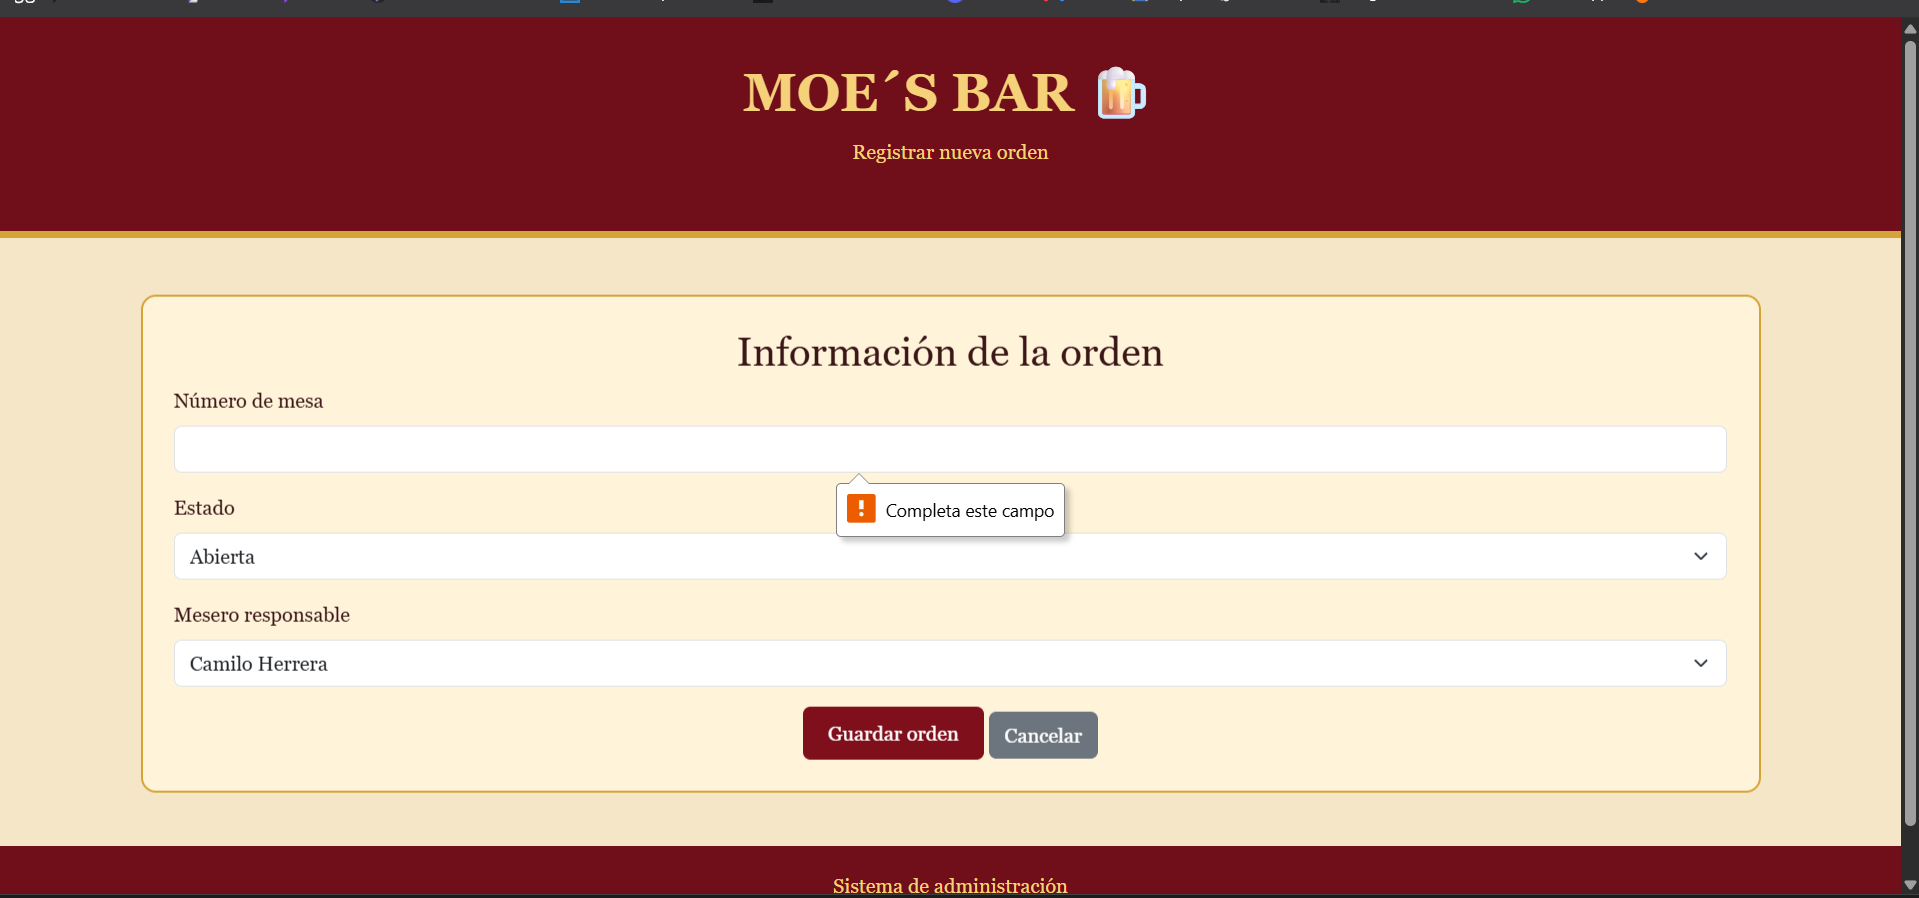 MOE´S BAR
Registrar nueva orden
Información de la orden
Número de mesa
Completa este campo
Estado
Abierta
Mesero responsable
Camilo Herrera
Guardar orden
Cancelar
Sistema de administración